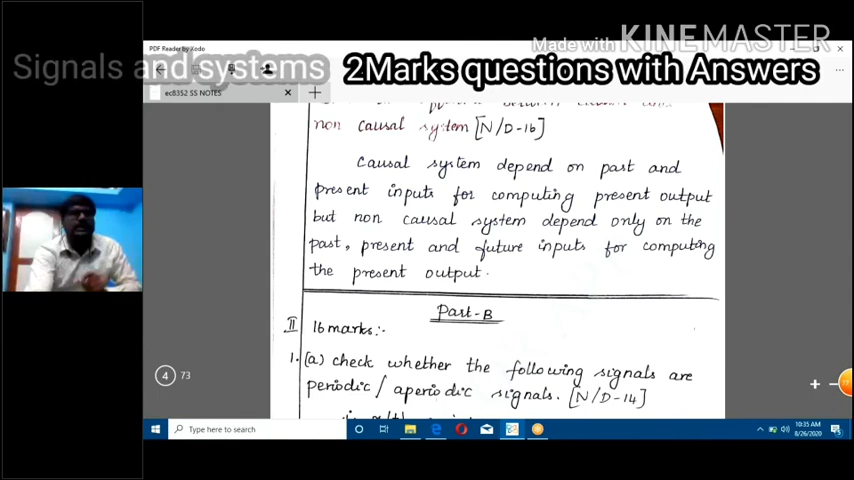 Made with KINEMASTER
PDF Reader by Xodo
Signals and systems 2Marks questions with Answers
ec8352 SS NOTES
between
non causal system [N/D-16]
Causal system depend on past and
present inputs for computing present output
but non causal system depend only on the
past, present and future inputs for computing
the present output.
Part-B
II 16 marks:-
1. (a) check whether the following signals are
periodic/aperiodic signals. [N/D-14]
4 73
Type here to search
10:35 AM
8/26/2020